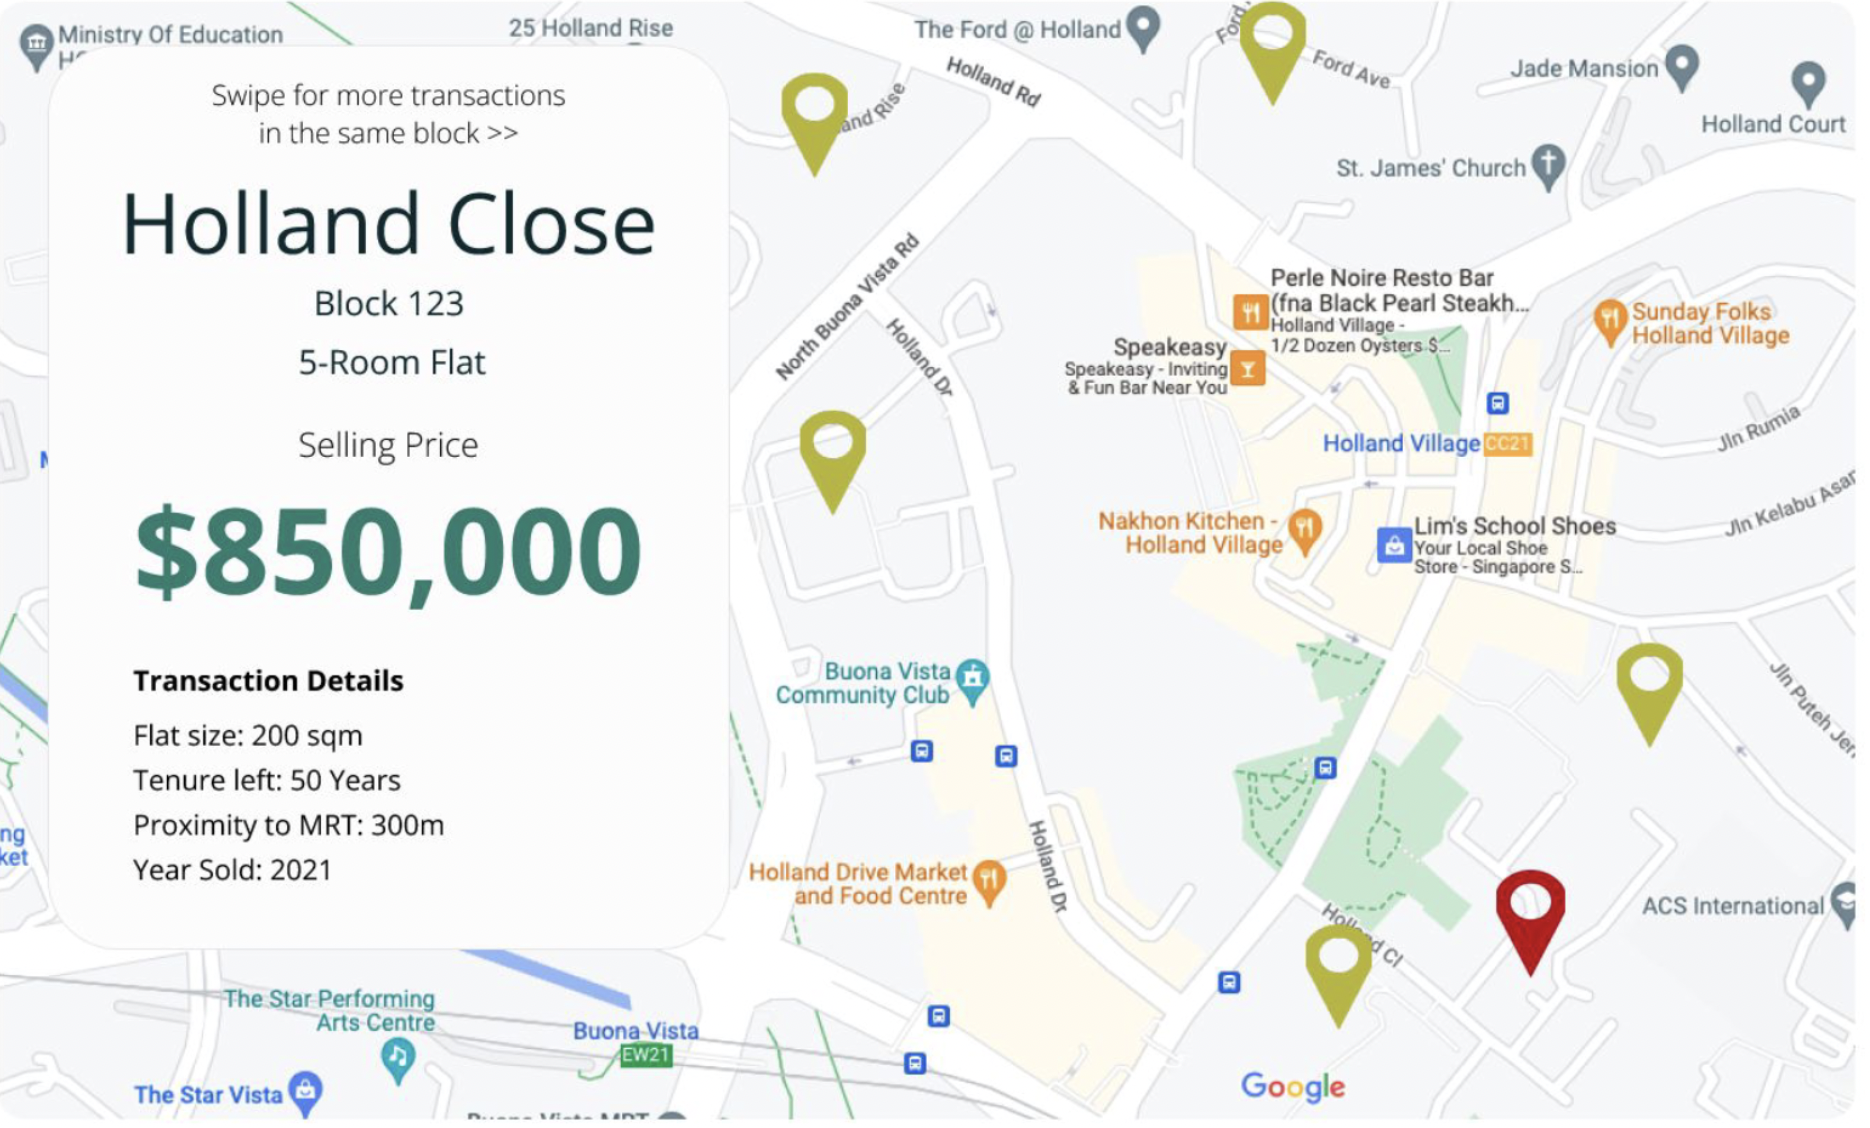 Swipe for more transactions
in the same block >>
Holland Close
Block 123
5-Room Flat
Selling Price
$850,000
Transaction Details
Flat size: 200 sqm
Tenure left: 50 Years
Proximity to MRT: 300m
Year Sold: 2021
Ministry Of Education
25 Holland Rise
The Ford @ Holland
Holland Rd
Ford
Ford Ave
Jade Mansion
Holland Court
St. James' Church
and Rise
North Buona Vista Rd
Holland Dr
Perle Noire Resto Bar
(fna Black Pearl Steakh...
Holland Village -
1/2 Dozen Oysters $...
Speakeasy
Speakeasy - Inviting
& Fun Bar Near You
Sunday Folks
Holland Village
Holland Village CC21
Jln Rumia
Jln Kelabu Asar
Nakhon Kitchen -
Holland Village
Lim's School Shoes
Your Local Shoe
Store - Singapore S...
Buona Vista
Community Club
Jln Puteh Jer
Holland Drive Market
and Food Centre
Holland Dr
Holland Cl
ACS International
ng
ket
The Star Performing
Arts Centre
Buona Vista
EW21
The Star Vista
Buona Vista MRT
Google